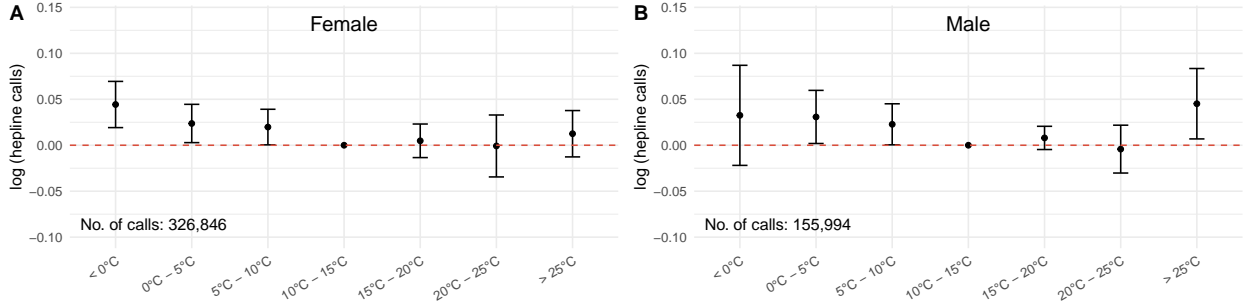 A
Female
log (hepline calls)
0.15
0.10
0.05
0.00
−0.05
−0.10
No. of calls: 326,846
< 0°C
0°C − 5°C
5°C − 10°C
10°C − 15°C
15°C − 20°C
20°C − 25°C
> 25°C
B
Male
log (hepline calls)
0.15
0.10
0.05
0.00
−0.05
−0.10
No. of calls: 155,994
< 0°C
0°C − 5°C
5°C − 10°C
10°C − 15°C
15°C − 20°C
20°C − 25°C
> 25°C